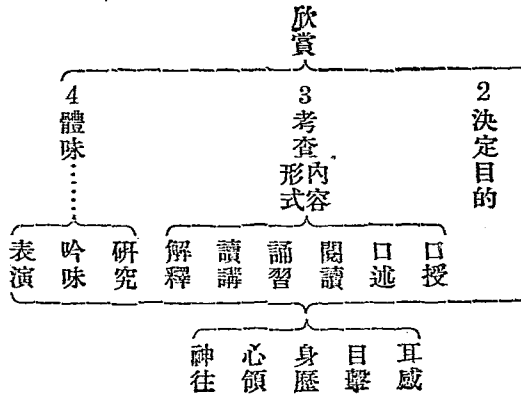 欣賞
2決定目的
3考查內容形式
4體味……
口授
口述
閱讀
誦習
讀講
解釋
研究
吟味
表演
耳感
目擊
身歷
心領
神往